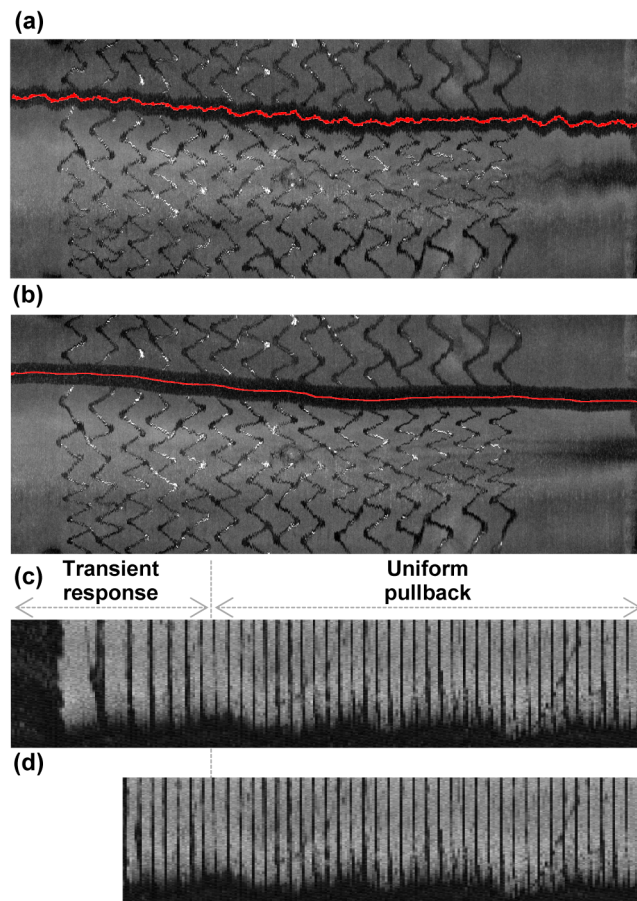 (a)
(b)
(c)
Transient
response
Uniform
pullback
(d)